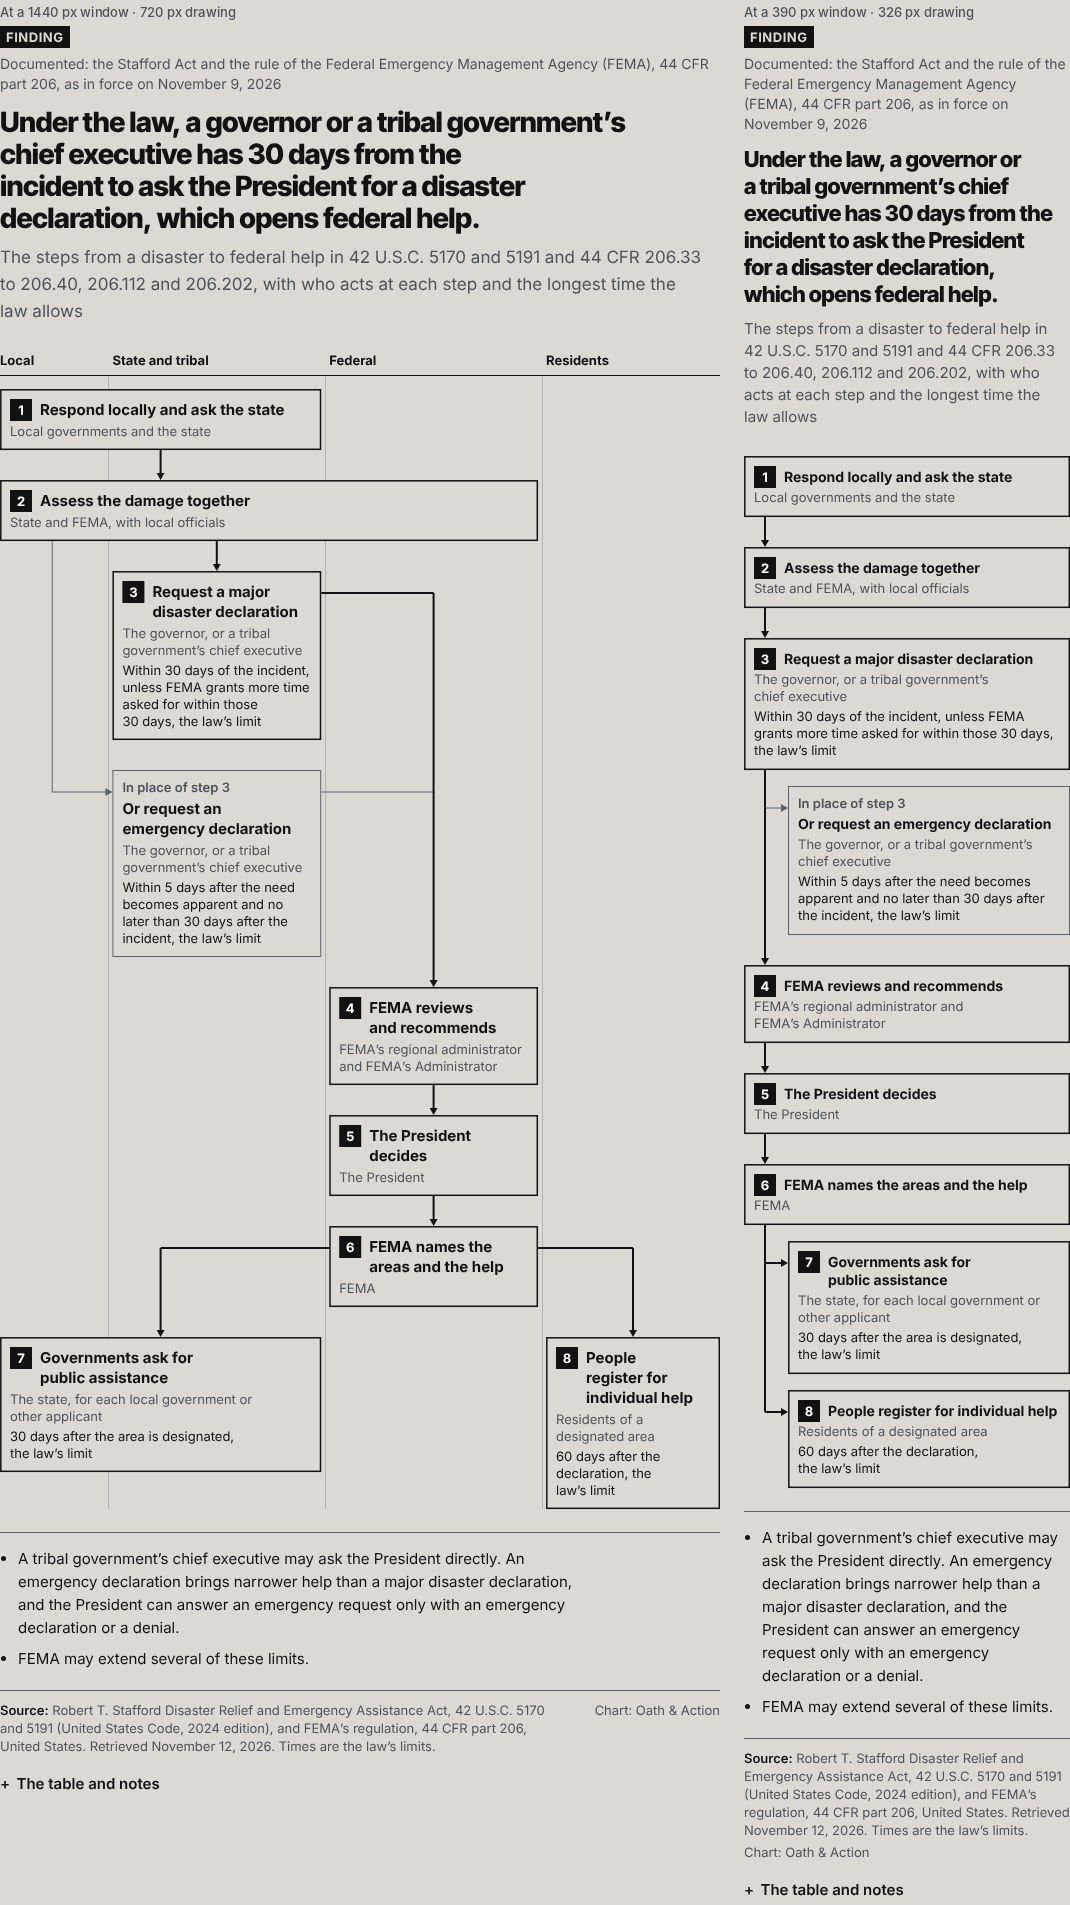 At a 1440 px window · 720 px drawing
FINDING
Documented: the Stafford Act and the rule of the Federal Emergency Management Agency (FEMA), 44 CFR
part 206, as in force on November 9, 2026
Under the law, a governor or a tribal government’s
chief executive has 30 days from the
incident to ask the President for a disaster
declaration, which opens federal help.
The steps from a disaster to federal help in 42 U.S.C. 5170 and 5191 and 44 CFR 206.33
to 206.40, 206.112 and 206.202, with who acts at each step and the longest time the
law allows
Local
State and tribal
Federal
Residents
1 Respond locally and ask the state
Local governments and the state
2 Assess the damage together
State and FEMA, with local officials
3 Request a major
disaster declaration
The governor, or a tribal
government’s chief executive
Within 30 days of the incident,
unless FEMA grants more time
asked for within those
30 days, the law’s limit
In place of step 3
Or request an
emergency declaration
The governor, or a tribal
government’s chief executive
Within 5 days after the need
becomes apparent and no
later than 30 days after the
incident, the law’s limit
4 FEMA reviews
and recommends
FEMA’s regional administrator
and FEMA’s Administrator
5 The President
decides
The President
6 FEMA names the
areas and the help
FEMA
7 Governments ask for
public assistance
The state, for each local government or
other applicant
30 days after the area is designated,
the law’s limit
8 People
register for
individual help
Residents of a
designated area
60 days after the
declaration, the
law’s limit
• A tribal government’s chief executive may ask the President directly. An
emergency declaration brings narrower help than a major disaster declaration,
and the President can answer an emergency request only with an emergency
declaration or a denial.
• FEMA may extend several of these limits.
Source: Robert T. Stafford Disaster Relief and Emergency Assistance Act, 42 U.S.C. 5170
and 5191 (United States Code, 2024 edition), and FEMA’s regulation, 44 CFR part 206,
United States. Retrieved November 12, 2026. Times are the law’s limits.
Chart: Oath & Action
+ The table and notes
At a 390 px window · 326 px drawing
FINDING
Documented: the Stafford Act and the rule of the
Federal Emergency Management Agency
(FEMA), 44 CFR part 206, as in force on
November 9, 2026
Under the law, a governor or
a tribal government’s chief
executive has 30 days from the
incident to ask the President
for a disaster declaration,
which opens federal help.
The steps from a disaster to federal help in
42 U.S.C. 5170 and 5191 and 44 CFR 206.33
to 206.40, 206.112 and 206.202, with who
acts at each step and the longest time the
law allows
1 Respond locally and ask the state
Local governments and the state
2 Assess the damage together
State and FEMA, with local officials
3 Request a major disaster declaration
The governor, or a tribal government’s
chief executive
Within 30 days of the incident, unless FEMA
grants more time asked for within those 30 days,
the law’s limit
In place of step 3
Or request an emergency declaration
The governor, or a tribal government’s
chief executive
Within 5 days after the need becomes
apparent and no later than 30 days after
the incident, the law’s limit
4 FEMA reviews and recommends
FEMA’s regional administrator and
FEMA’s Administrator
5 The President decides
The President
6 FEMA names the areas and the help
FEMA
7 Governments ask for
public assistance
The state, for each local government or
other applicant
30 days after the area is designated,
the law’s limit
8 People register for individual help
Residents of a designated area
60 days after the declaration,
the law’s limit
• A tribal government’s chief executive may
ask the President directly. An emergency
declaration brings narrower help than a
major disaster declaration, and the
President can answer an emergency
request only with an emergency
declaration or a denial.
• FEMA may extend several of these limits.
Source: Robert T. Stafford Disaster Relief and
Emergency Assistance Act, 42 U.S.C. 5170 and 5191
(United States Code, 2024 edition), and FEMA’s
regulation, 44 CFR part 206, United States. Retrieved
November 12, 2026. Times are the law’s limits.
Chart: Oath & Action
+ The table and notes